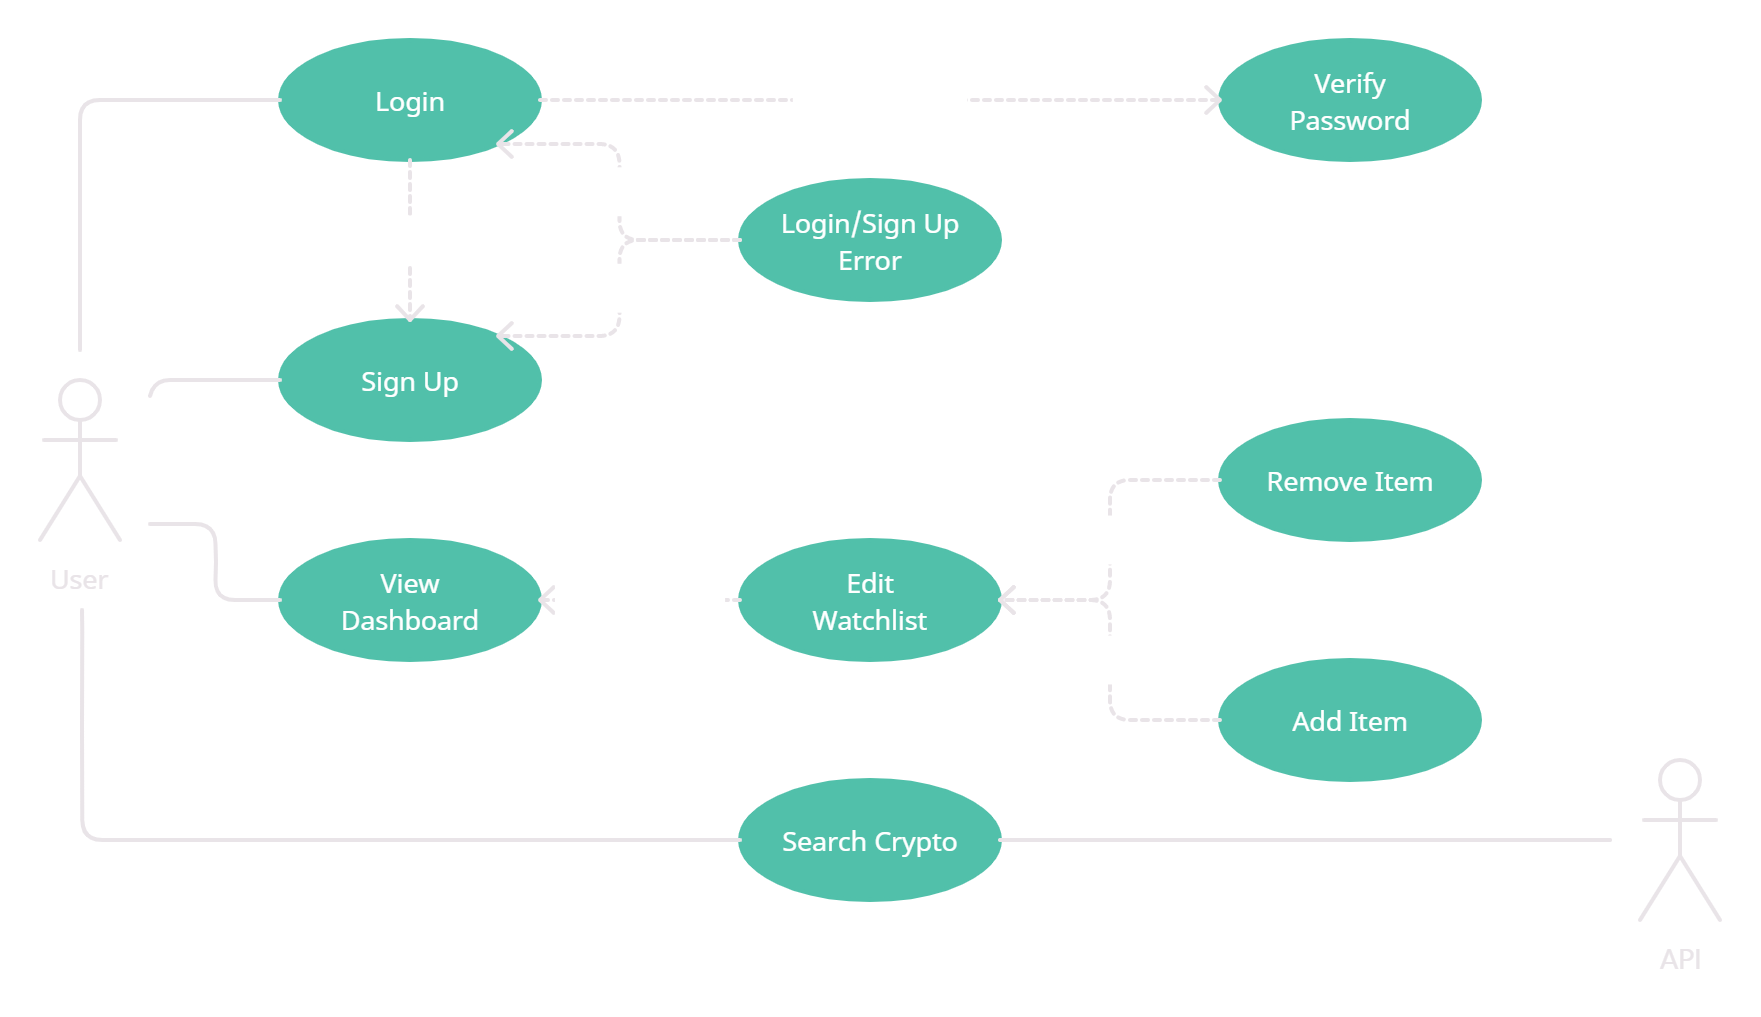 Login
Verify
Password
Login/Sign Up
Error
Sign Up
Remove Item
User
View
Dashboard
Edit
Watchlist
Add Item
Search Crypto
API